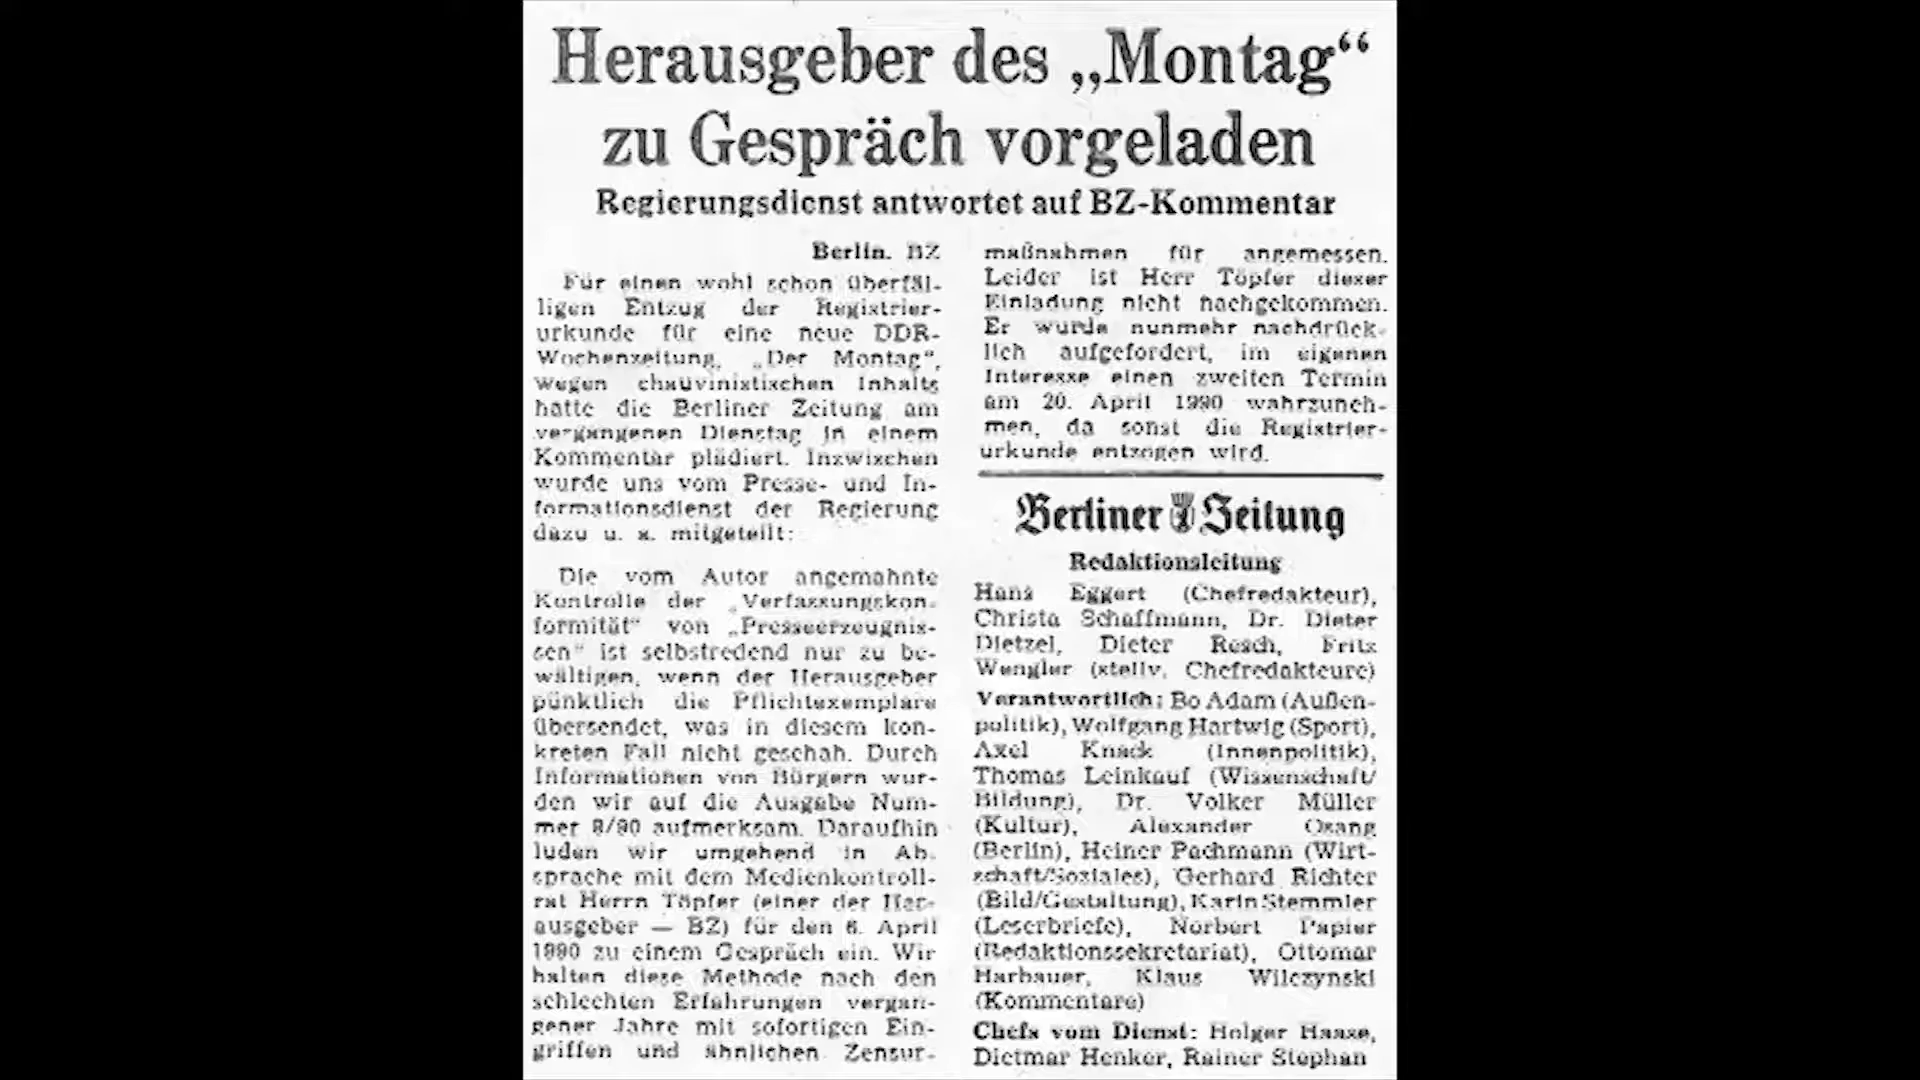 Herausgeber des „Montag“
zu Gespräch vorgeladen
Regierungsdienst antwortet auf BZ-Kommentar
Berlin. BZ
Für einen wohl schon überfäl-
ligen Entzug der Registrier-
urkunde für eine neue DDR-
Wochenzeitung, „Der Montag“,
wegen chauvinistischen Inhalts
hatte die Berliner Zeitung am
vergangenen Dienstag in einem
Kommentar plädiert. Inzwischen
wurde uns vom Presse- und In-
formationsdienst der Regierung
dazu u. a. mitgeteilt:
Die vom Autor angemahnte
Kontrolle der „Verfassungskon-
formität“ von „Presseerzeugnis-
sen“ ist selbstredend nur zu be-
wältigen, wenn der Herausgeber
pünktlich die Pflichtexemplare
übersendet, was in diesem kon-
kreten Fall nicht geschah. Durch
Informationen von Bürgern wur-
den wir auf die Ausgabe Num-
mer 8/90 aufmerksam. Daraufhin
luden wir umgehend in Ab-
sprache mit dem Medienkontroll-
rat Herrn Töpfer (einer der Her-
ausgeber — BZ) für den 6. April
1990 zu einem Gespräch ein. Wir
halten diese Methode nach den
schlechten Erfahrungen vergan-
gener Jahre mit sofortigen Ein-
griffen und ähnlichen Zensur-
maßnahmen für angemessen.
Leider ist Herr Töpfer dieser
Einladung nicht nachgekommen.
Er wurde nunmehr nachdrück-
lich aufgefordert, im eigenen
Interesse einen zweiten Termin
am 20. April 1990 wahrzuneh-
men, da sonst die Registrier-
urkunde entzogen wird.
Berliner Zeitung
Redaktionsleitung
Hans Eggert (Chefredakteur),
Christa Schaffmann, Dr. Dieter
Dietzel, Dieter Resch, Fritz
Wengler (stellv. Chefredakteure)
Verantwortlich: Bo Adam (Außen-
politik), Wolfgang Hartwig (Sport),
Axel Knack (Innenpolitik),
Thomas Leinkauf (Wissenschaft/
Bildung), Dr. Volker Müller
(Kultur), Alexander Osang
(Berlin), Heiner Pachmann (Wirt-
schaft/Soziales), Gerhard Richter
(Bild/Gestaltung), Karin Stemmler
(Leserbriefe), Norbert Papier
(Redaktionssekretariat), Ottomar
Harbauer, Klaus Wilczynski
(Kommentare)
Chefs vom Dienst: Holger Haase,
Dietmar Henker, Rainer Stephan